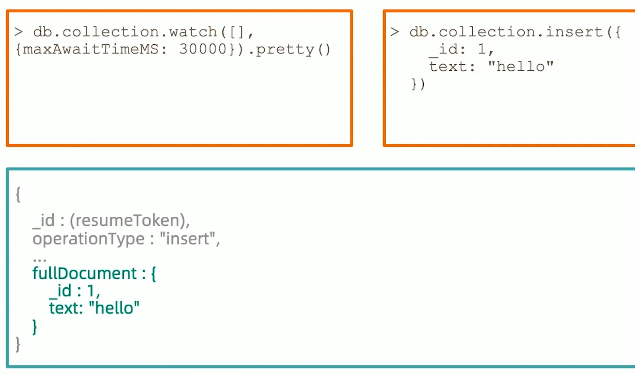 > db.collection.watch([],
{maxAwaitTimeMS: 30000}).pretty()
> db.collection.insert({
_id: 1,
text: "hello"
})
{
_id : (resumeToken),
operationType : "insert",
...
fullDocument : {
_id : 1,
text: "hello"
}
}